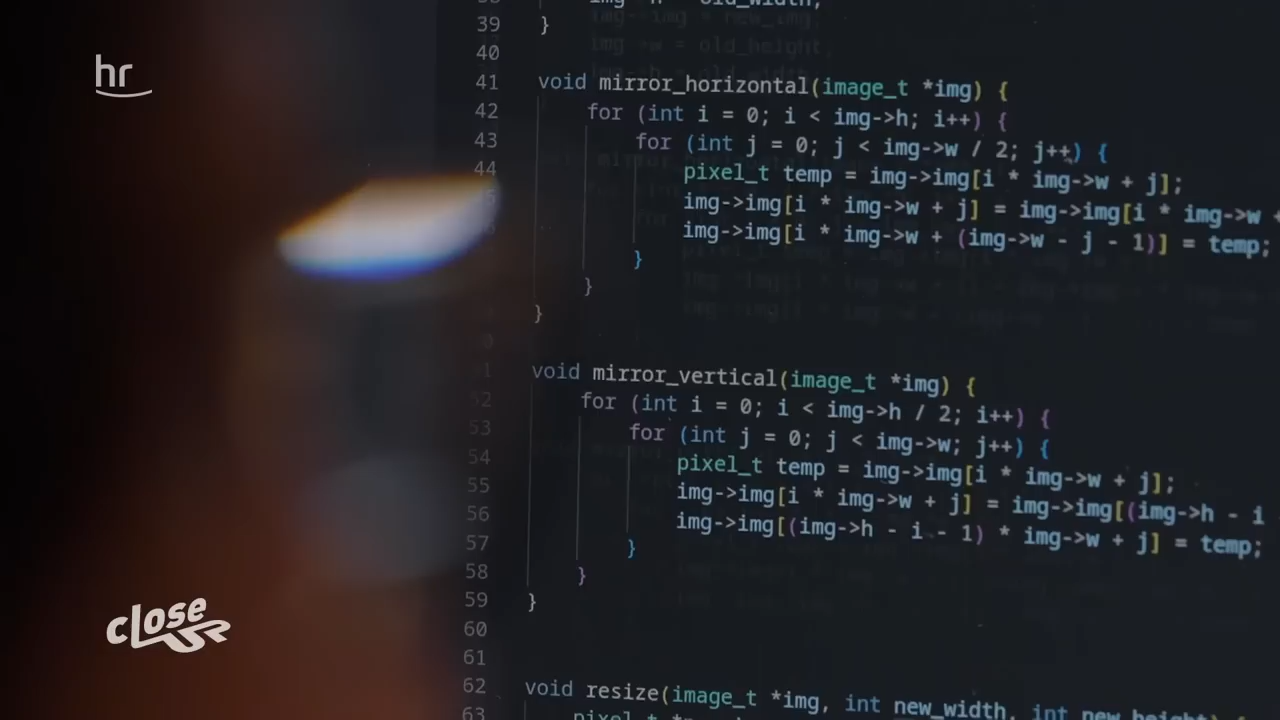 39 }
40
hr
41 void mirror_horizontal(image_t *img) {
42 for (int i = 0; i < img->h; i++) {
43 for (int j = 0; j < img->w / 2; j++) {
44 pixel_t temp = img->img[i * img->w + j];
img->img[i * img->w + j] = img->img[i * img->w +
img->img[i * img->w + (img->w - j - 1)] = temp;
}
}
}
void mirror_vertical(image_t *img) {
52 for (int i = 0; i < img->h / 2; i++) {
53 for (int j = 0; j < img->w; j++) {
54 pixel_t temp = img->img[i * img->w + j];
55 img->img[i * img->w + j] = img->img[(img->h - i
56 img->img[(img->h - i - 1) * img->w + j] = temp;
57 }
58 }
59 }
close
60
61
62 void resize(image_t *img, int new_width, int new_height) {
63